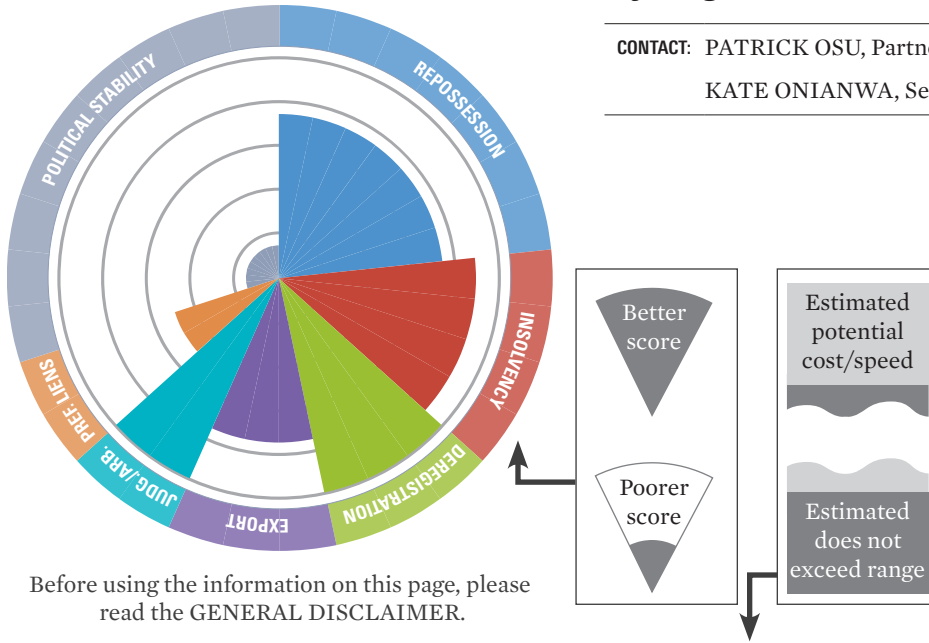 POLITICAL STABILITY
REPOSSESSION
INSOLVENCY
DEREGISTRATION
EXPORT
JUDG./ARB.
PREF. LIENS
CONTACT: PATRICK OSU,
KATE ONIANWA,
Better
score
Poorer
score
Estimated
potential
cost/speed
Estimated
does not
exceed range
Before using the information on this page, please
read the GENERAL DISCLAIMER.